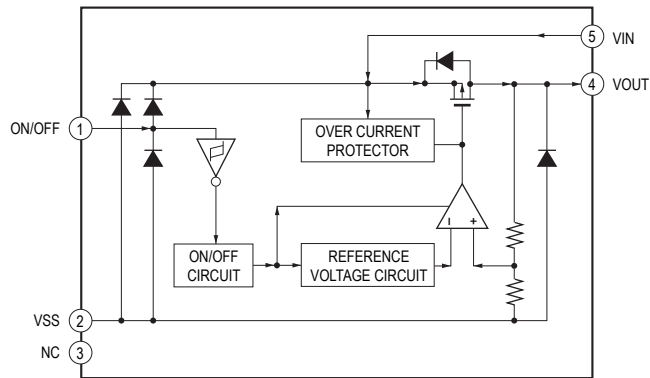 5 VIN
4 VOUT
ON/OFF 1
OVER CURRENT
PROTECTOR
- +
ON/OFF
CIRCUIT
REFERENCE
VOLTAGE CIRCUIT
VSS 2
NC 3